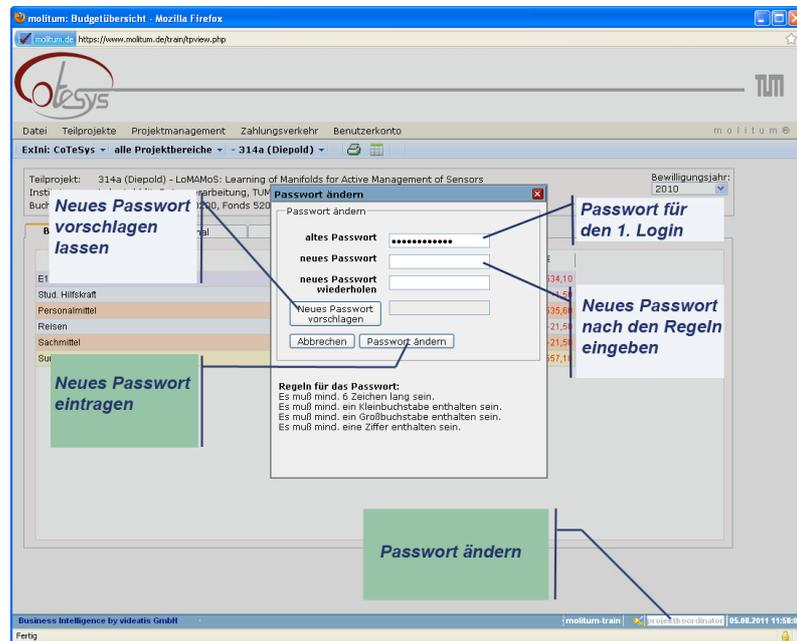 molitum: Budgetübersicht - Mozilla Firefox
molitum.de https://www.molitum.de/train/tpview.php
CoTeSys
TUM
Datei Teilprojekte Projektmanagement Zahlungsverkehr Benutzerkonto
molitum ®
ExIni: CoTeSys alle Projektbereiche - 314a (Diepold)
Teilprojekt: 314a (Diepold) - LoMAMoS: Learning of Manifolds for Active Management of Sensors
Bewilligungsjahr:
2010
Passwort ändern
Passwort ändern
altes Passwort
neues Passwort
neues Passwort
wiederholen
Neues Passwort
vorschlagen
Abbrechen Passwort ändern
Regeln für das Passwort:
Es muß mind. 6 Zeichen lang sein.
Es muß mind. ein Kleinbuchstabe enthalten sein.
Es muß mind. ein Großbuchstabe enthalten sein.
Es muß mind. eine Ziffer enthalten sein.
Neues Passwort
vorschlagen
lassen
Passwort für
den 1. Login
Neues Passwort
nach den Regeln
eingeben
Stud. Hilfskraft
Personalmittel
Reisen
Sachmittel
Neues Passwort
eintragen
Passwort ändern
Business Intelligence by videatis GmbH
molitum-train projektkoordinator 05.08.2011 11:58:0
Fertig